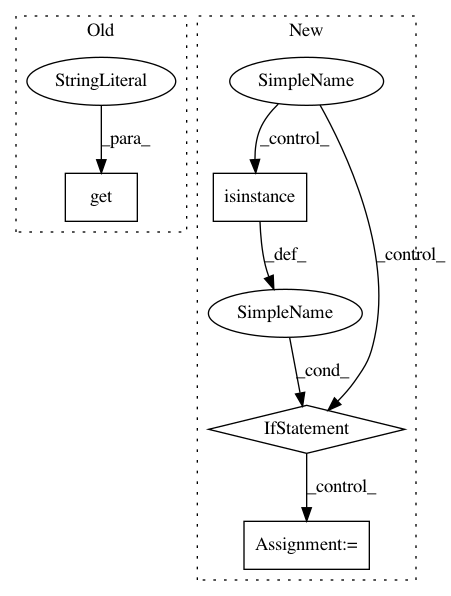 Old
New
StringLiteral
SimpleName
_para_
_control_
get
isinstance
_def_
_control_
SimpleName
_cond_
IfStatement
_control_
Assignment:=